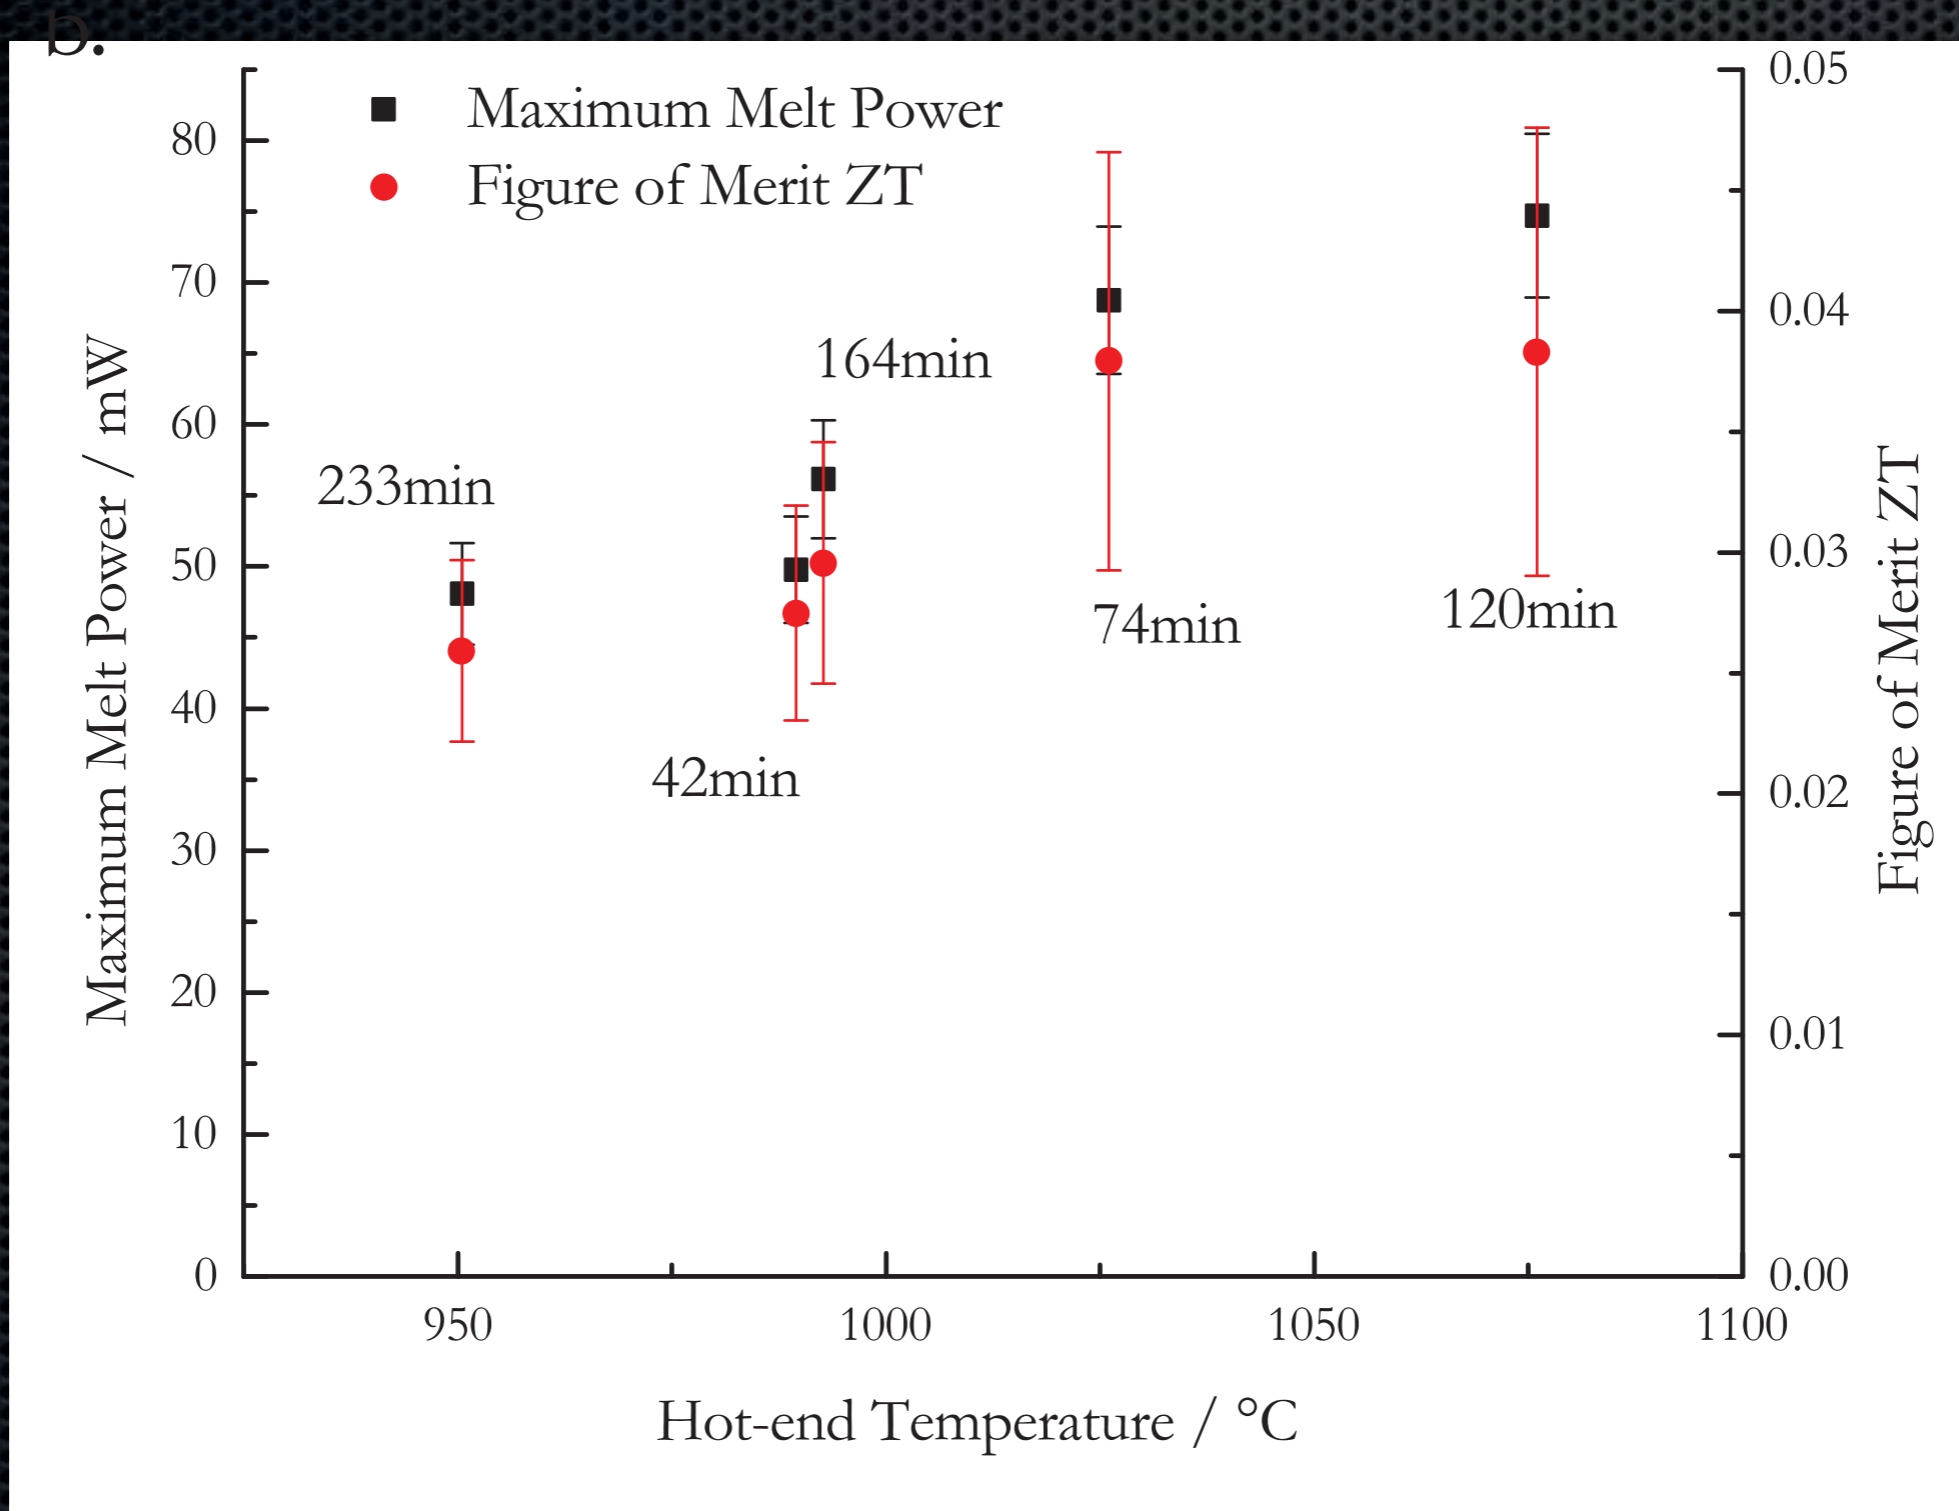 b.
Maximum Melt Power
Figure of Merit ZT
Maximum Melt Power / mW
80
70
60
50
40
30
20
10
0
233min
42min
164min
74min
120min
0.05
0.04
0.03
0.02
0.01
0.00
Figure of Merit ZT
950
1000
1050
1100
Hot-end Temperature / °C